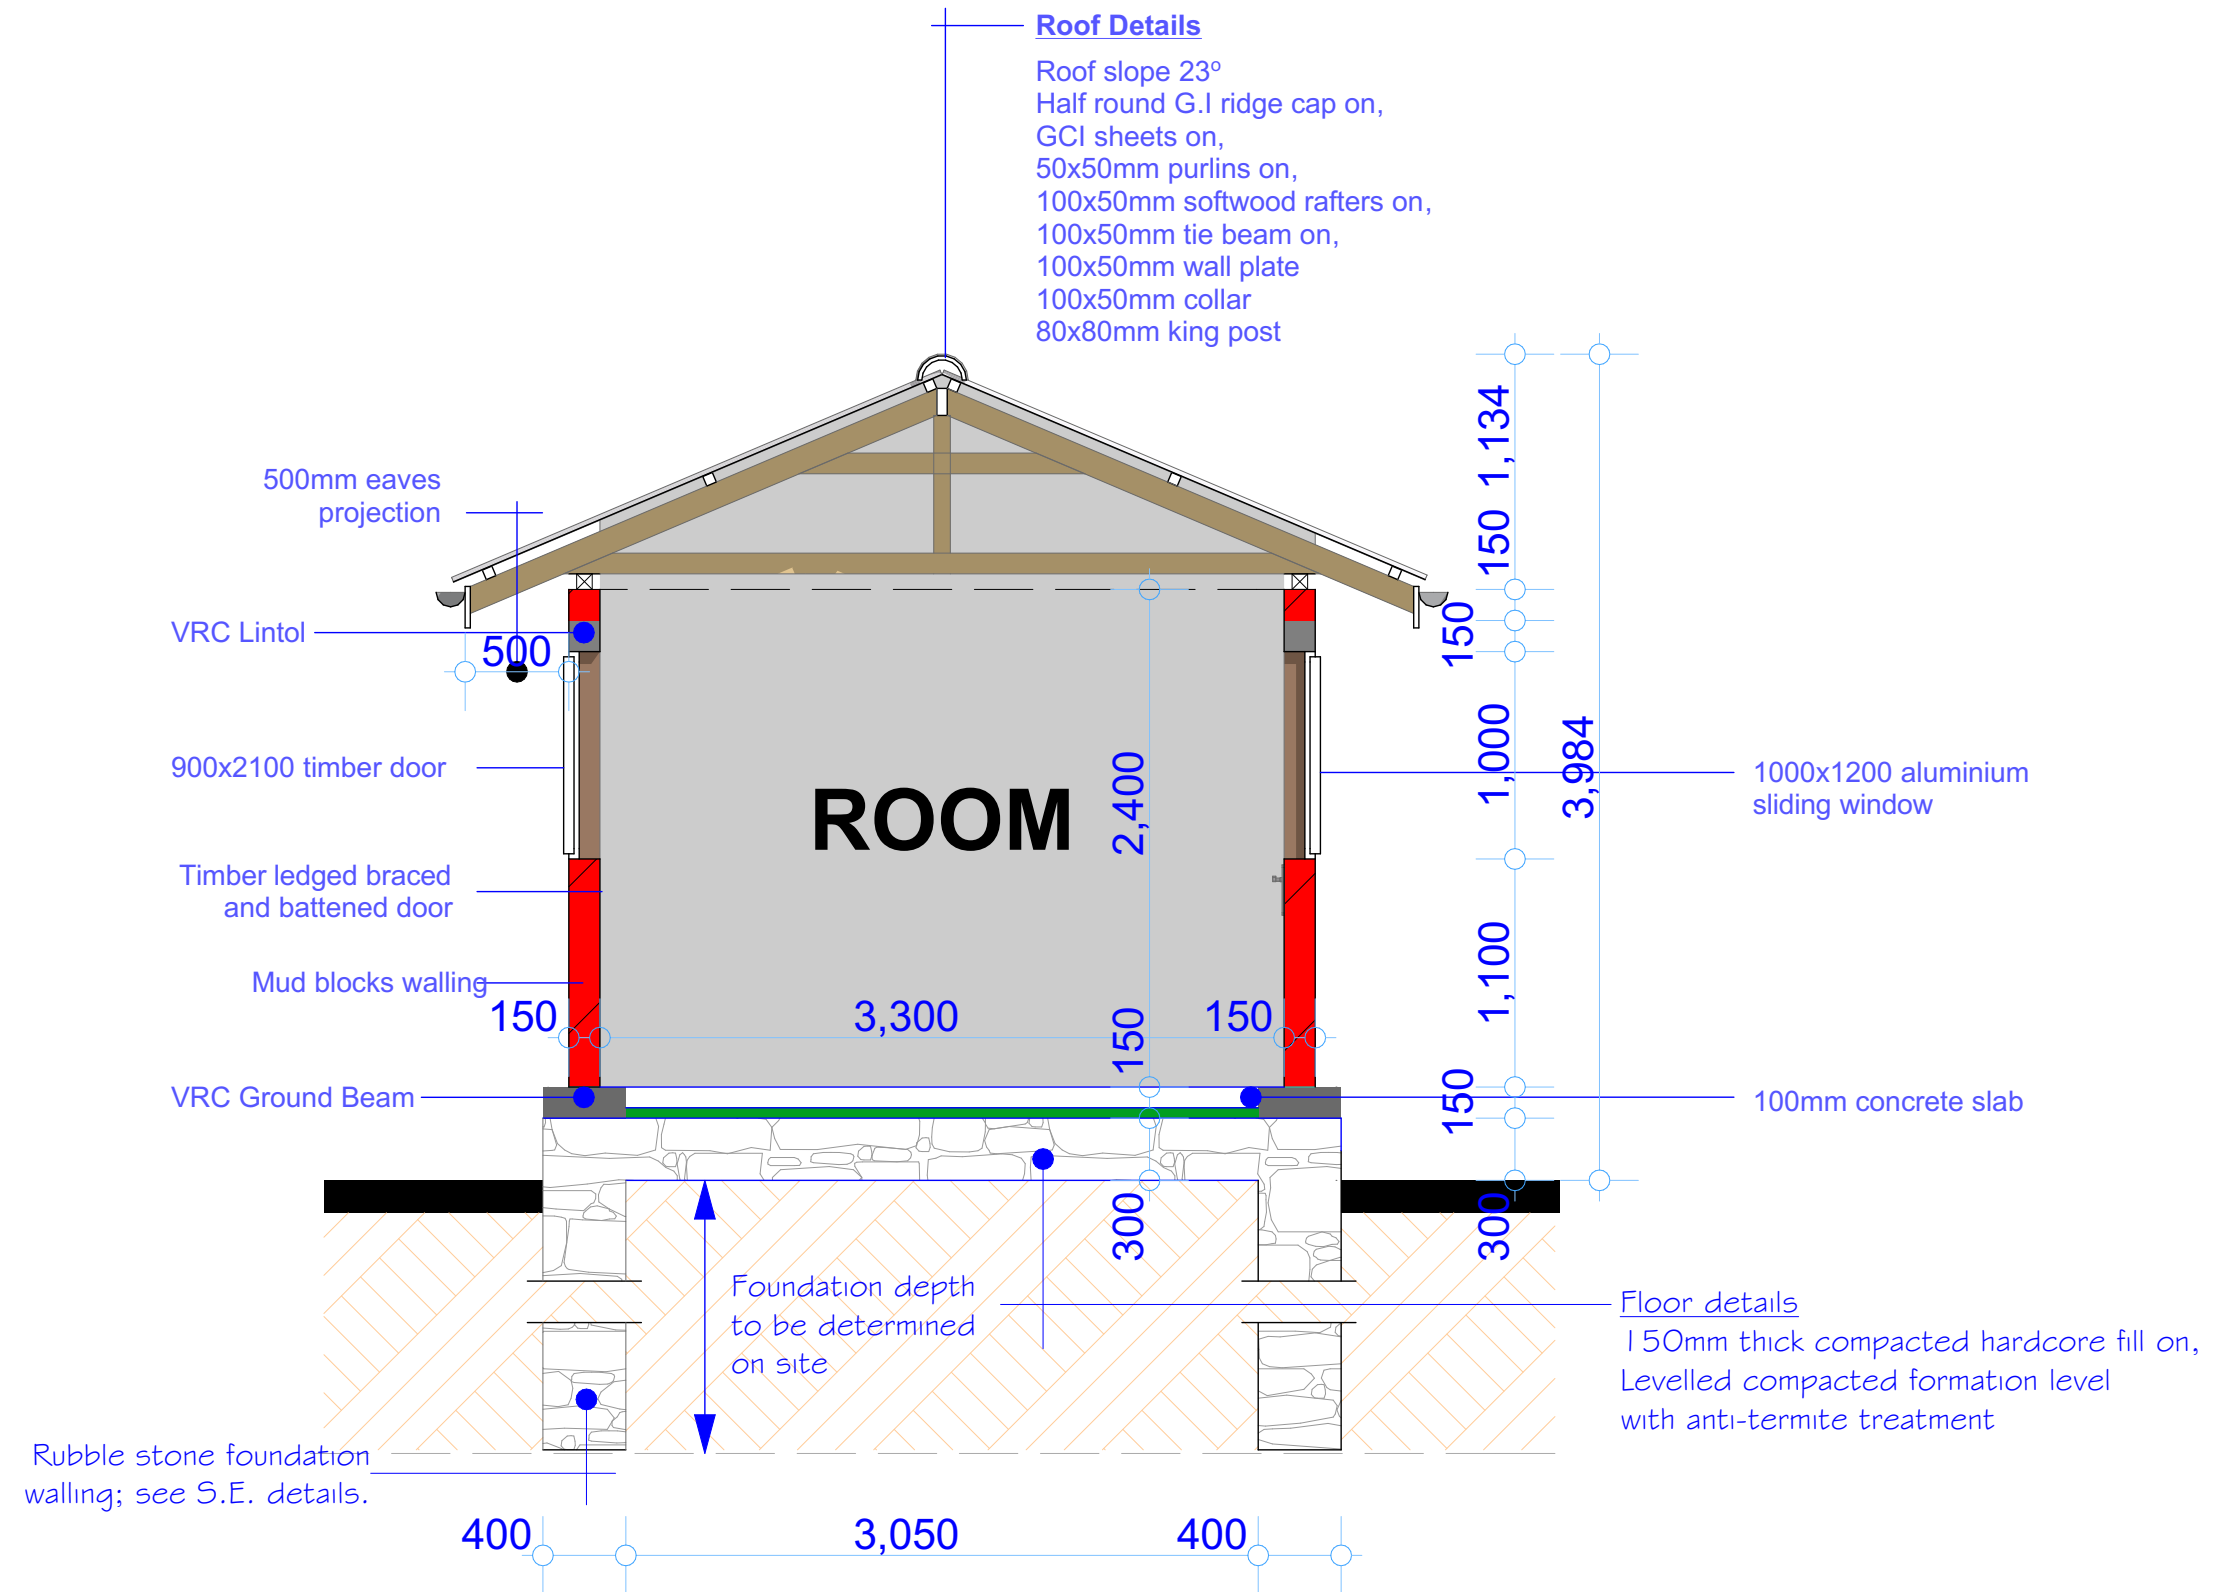 Roof Details
Roof slope 23º
Half round G.I ridge cap on,
GCI sheets on,
50x50mm purlins on,
100x50mm softwood rafters on,
100x50mm tie beam on,
100x50mm wall plate
100x50mm collar
80x80mm king post
500mm eaves
projection
1,134
150
150
VRC Lintol
500
1,000
3,984
2,400
ROOM
900x2100 timber door
1000x1200 aluminium
sliding window
Timber ledged braced
and battened door
1,100
Mud blocks walling
150
3,300
150
150
VRC Ground Beam
150
100mm concrete slab
300
300
Foundation depth
to be determined
on site
Floor details
150mm thick compacted hardcore fill on,
Levelled compacted formation level
with anti-termite treatment
Rubble stone foundation
walling; see S.E. details.
400
3,050
400